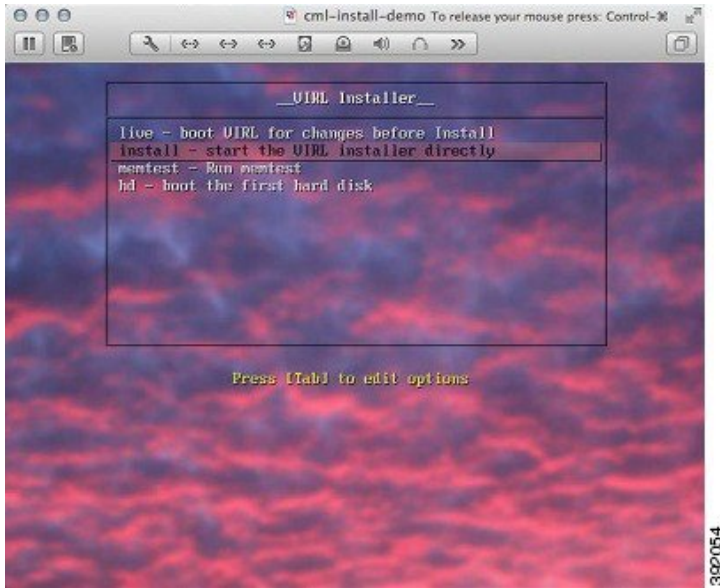 cml-install-demo To release your mouse press: Control-⌘
__VIRL Installer__
live - boot VIRL for changes before Install
install - start the VIRL installer directly
memtest - Run memtest
hd - boot the first hard disk
Press [Tab] to edit options